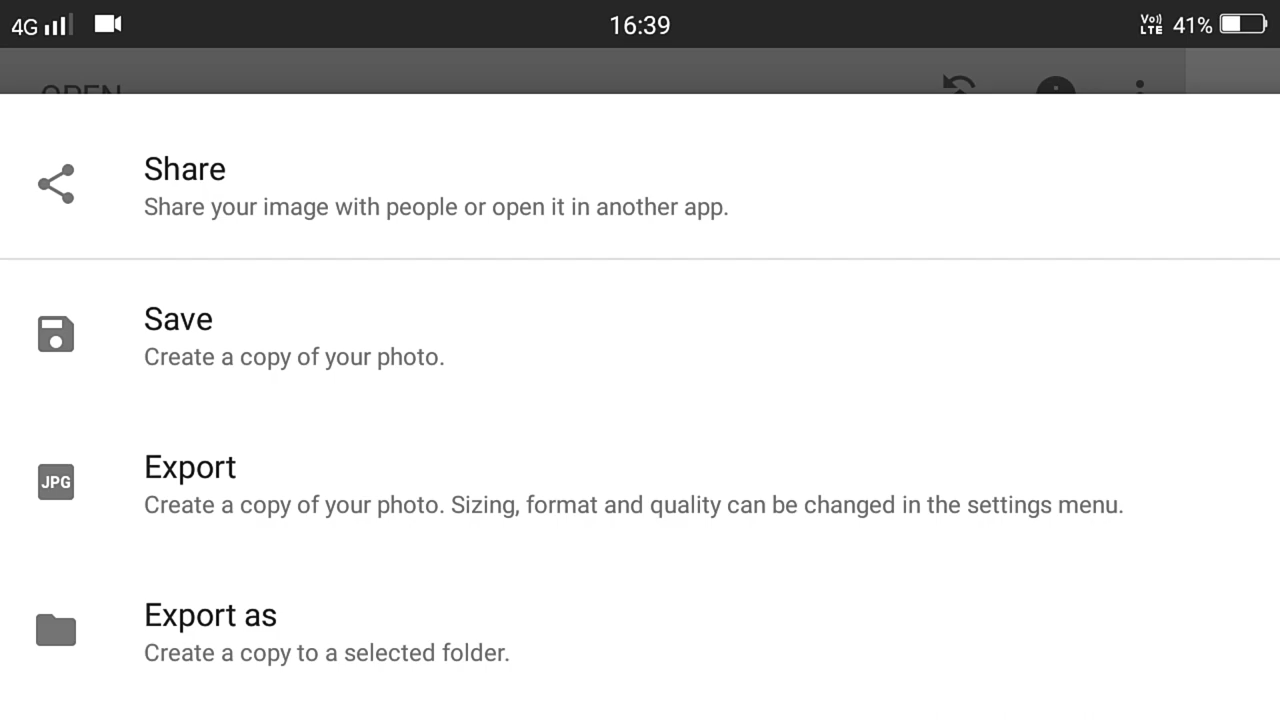 4G 16:39 Vo)) LTE 41%
OPEN
Share
Share your image with people or open it in another app.
Save
Create a copy of your photo.
JPG
Export
Create a copy of your photo. Sizing, format and quality can be changed in the settings menu.
Export as
Create a copy to a selected folder.